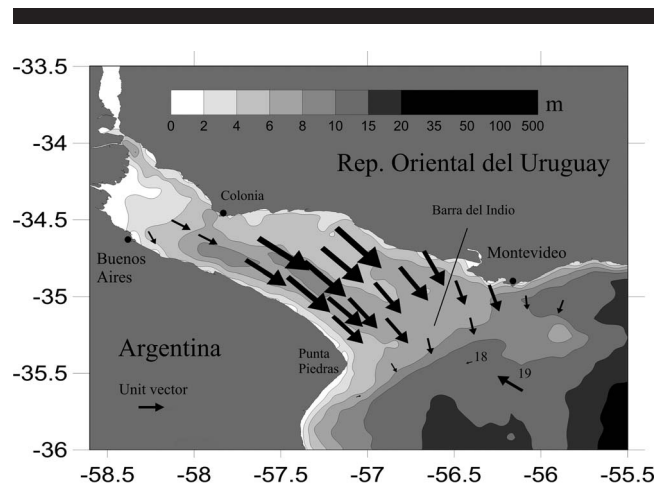 -33.5
-34
-34.5
-35
-35.5
-36
m
0 2 4 6 8 10 15 20 35 50 100 500
Rep. Oriental del Uruguay
Colonia
Barra del Indio
Buenos
Aires
Montevideo
Argentina
Punta
Piedras
18
19
Unit vector
-58.5 -58 -57.5 -57 -56.5 -56 -55.5